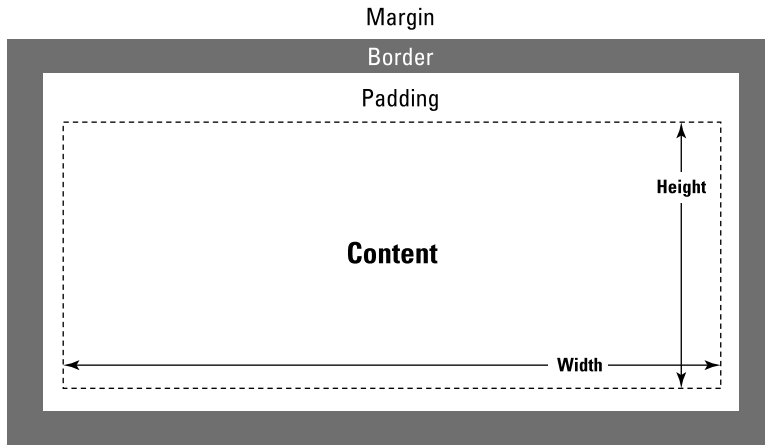 Margin
Border
Padding
Height
Content
Width